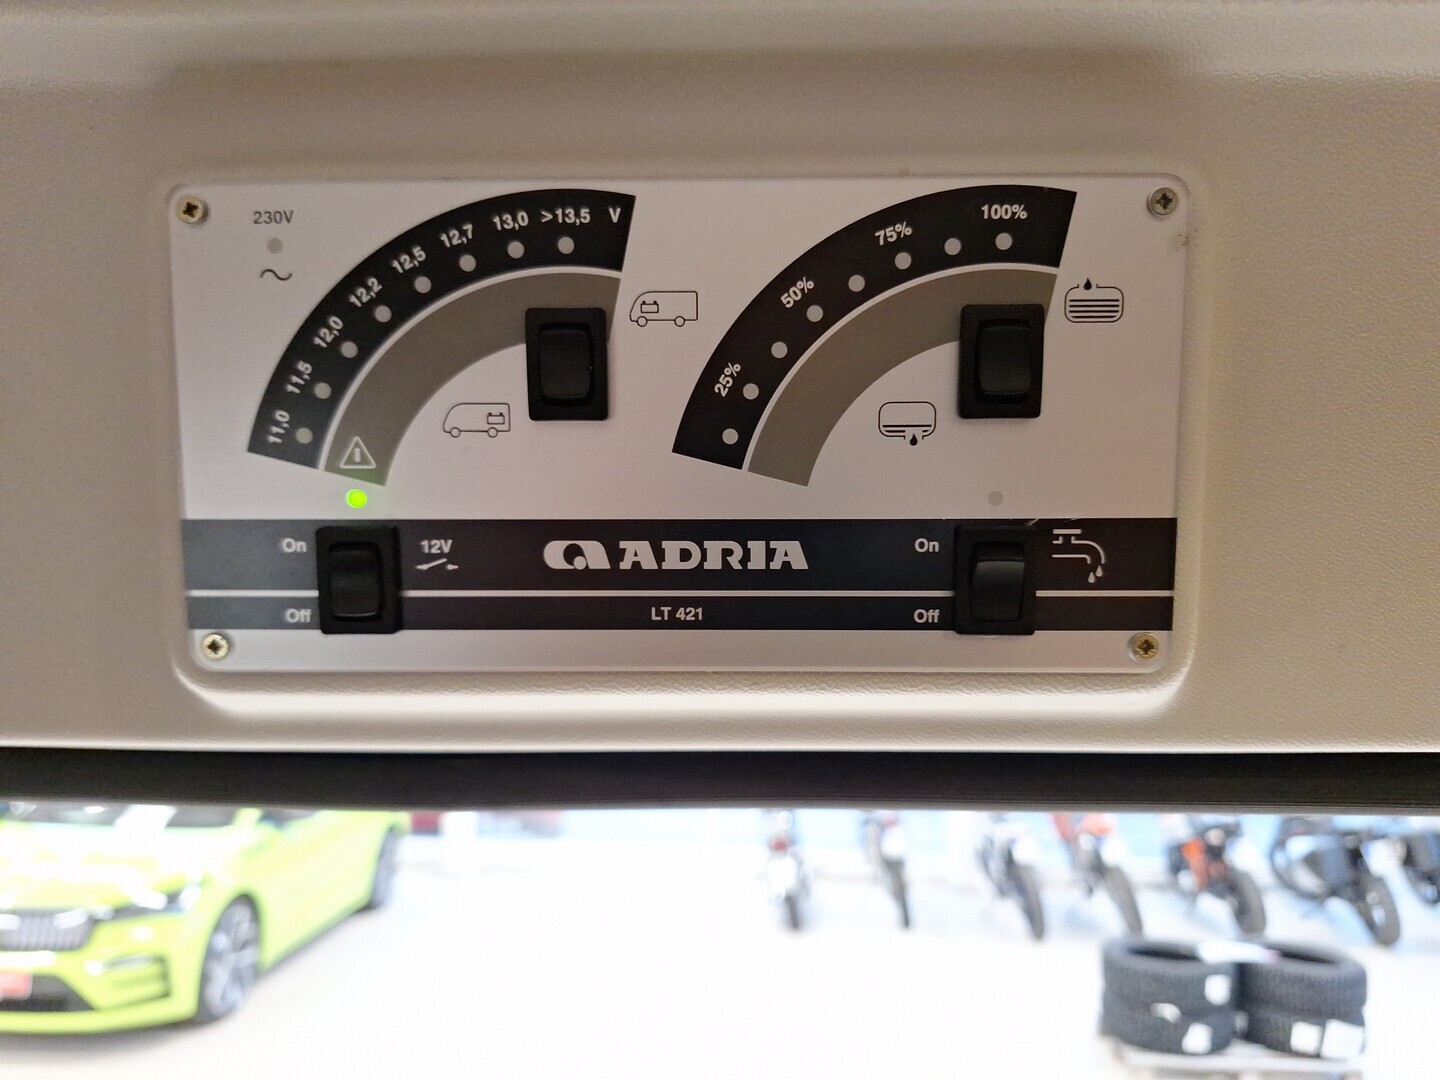 230V
11,0 11,5 12,0 12,2 12,5 12,7 13,0 >13,5 V
25% 50% 75% 100%
On 12V
Off
ADRIA
LT 421
On
Off